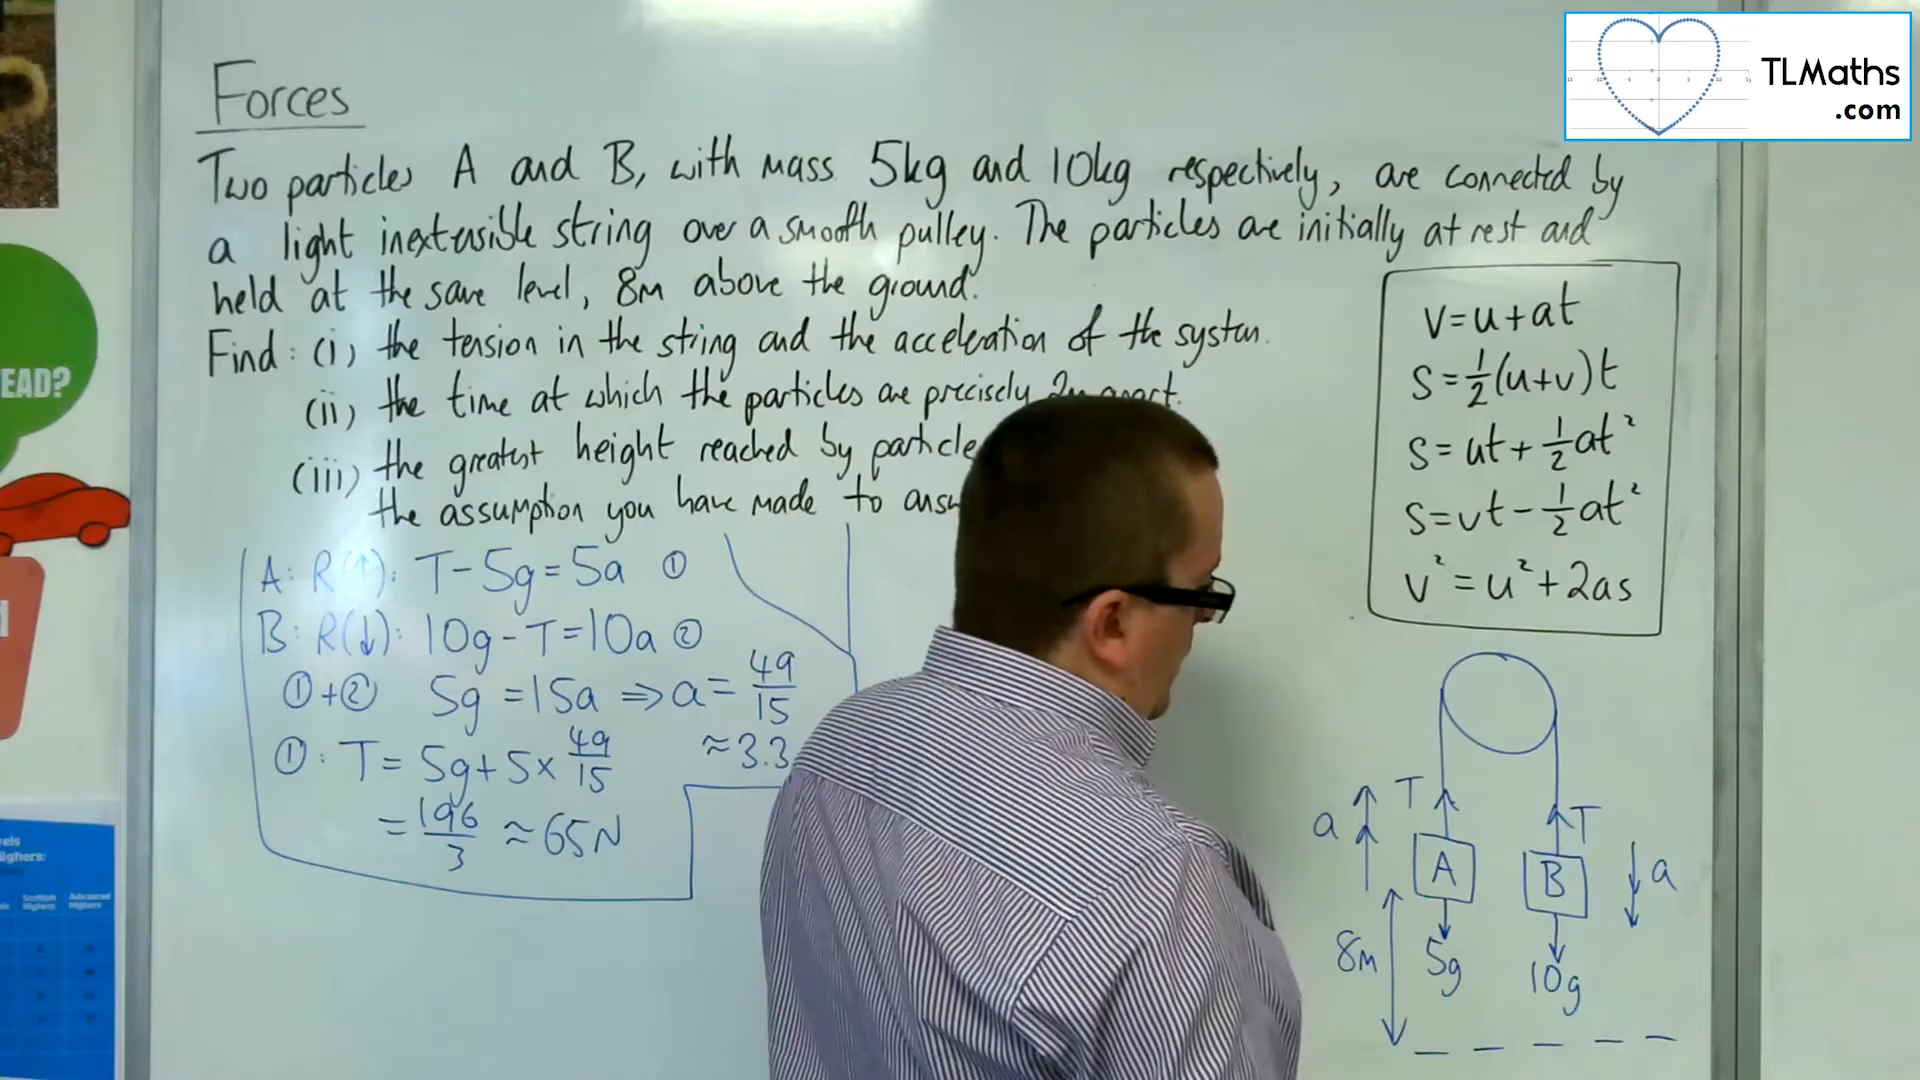 TLMaths
.com
Forces
Two particles A and B, with mass 5kg and 10kg respectively, are connected by
a light inextensible string over a smooth pulley. The particles are initially at rest and
held at the same level, 8m above the ground.
Find: (i) the tension in the string and the acceleration of the system.
(ii) the time at which the particles are precisely 2m apart.
(iii) the greatest height reached by particle
the assumption you have made to
A: R(↑): T-5g=5a ①
B: R(↓): 10g-T=10a ②
①+② 5g=15a ⇒ a=49/15
≈3.3
①: T= 5g+5×49/15
=196/3 ≈65N
v=u+at
s=½(u+v)t
s=ut+½at²
s=vt-½at²
v²=u²+2as
a T T
A B a
8m 5g 10g
EAD?